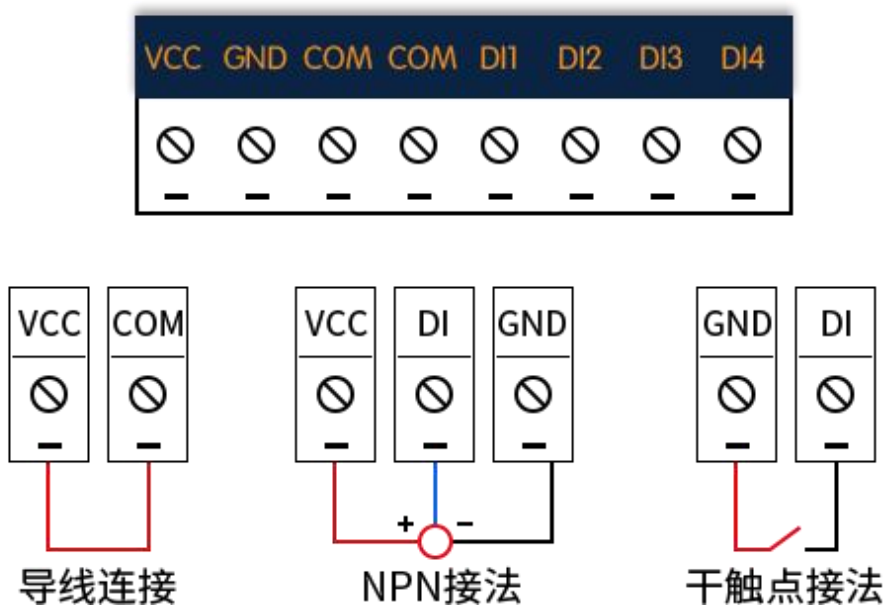 VCC GND COM COM DI1 DI2 DI3 DI4
VCC COM
导线连接
VCC DI GND
+ -
NPN接法
GND DI
干触点接法